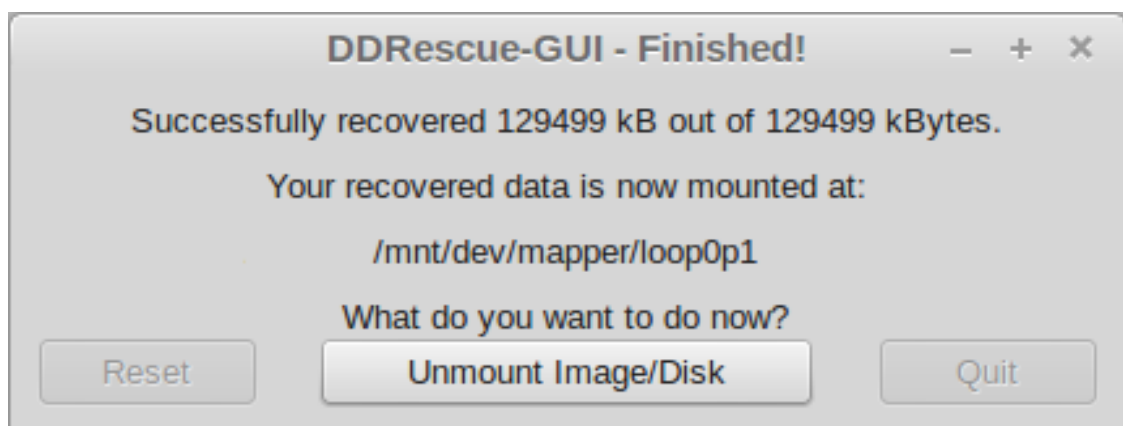 DDRescue-GUI - Finished!
Successfully recovered 129499 kB out of 129499 kBytes.
Your recovered data is now mounted at:
/mnt/dev/mapper/loop0p1
What do you want to do now?
Reset
Unmount Image/Disk
Quit